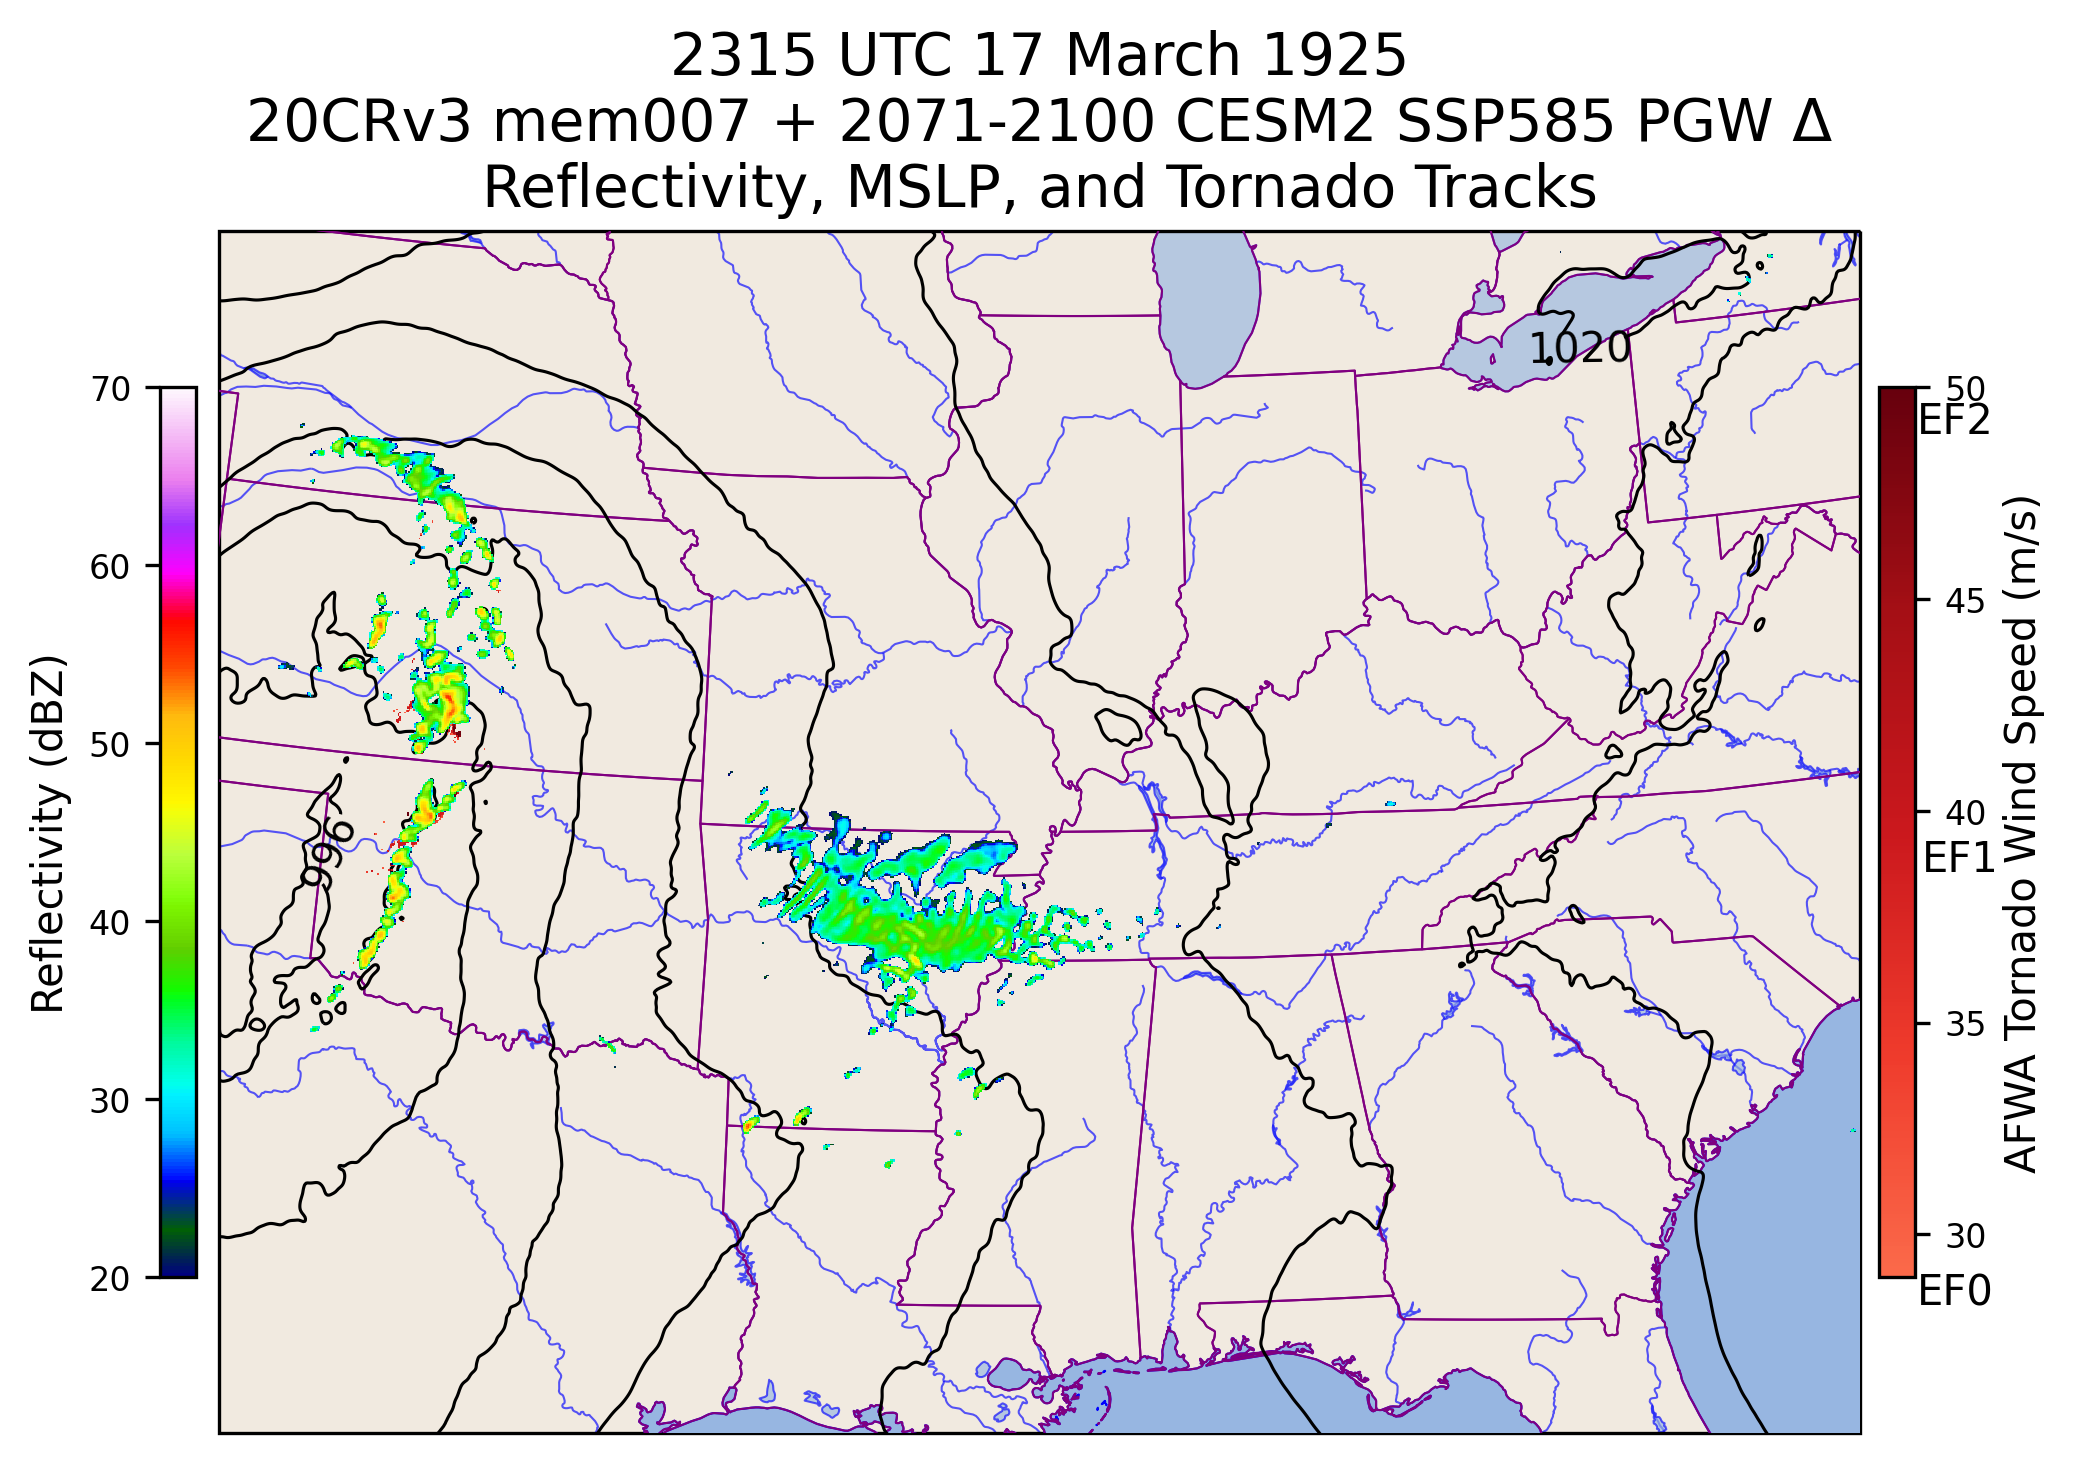 2315 UTC 17 March 1925
20CRv3 mem007 + 2071-2100 CESM2 SSP585 PGW Δ
Reflectivity, MSLP, and Tornado Tracks
Reflectivity (dBZ)
70
60
50
40
30
20
1020
996
50
EF2
45
40
EF1
35
30
EF0
AFWA Tornado Wind Speed (m/s)